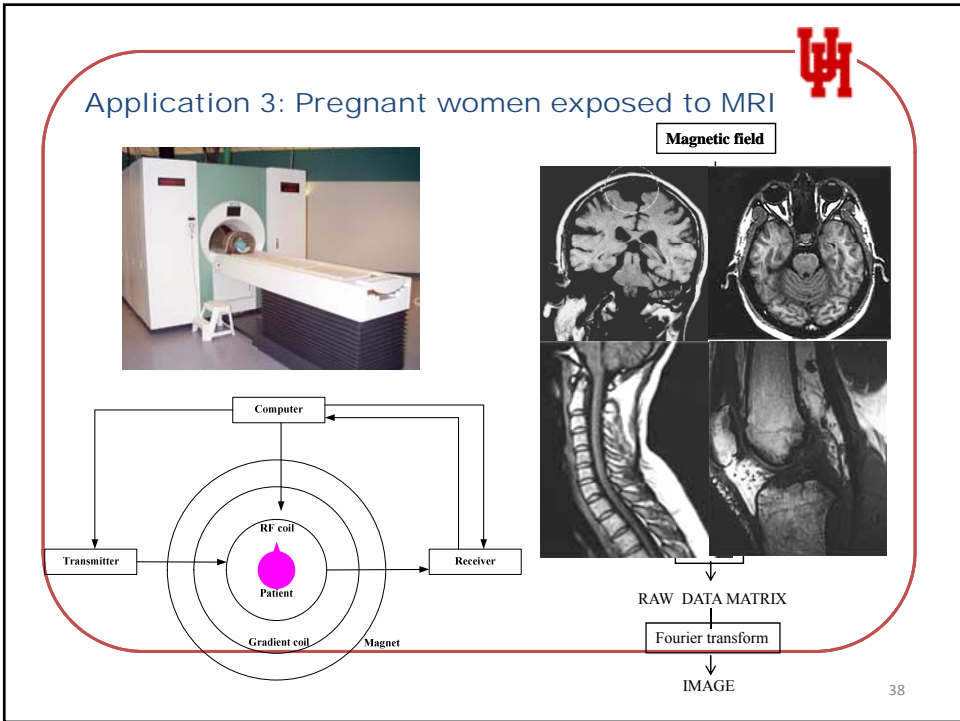 UH
Application 3: Pregnant women exposed to MRI
Magnetic field
Computer
RF coil
Transmitter
Receiver
Patient
Gradient coil
Magnet
RAW DATA MATRIX
Fourier transform
IMAGE
38